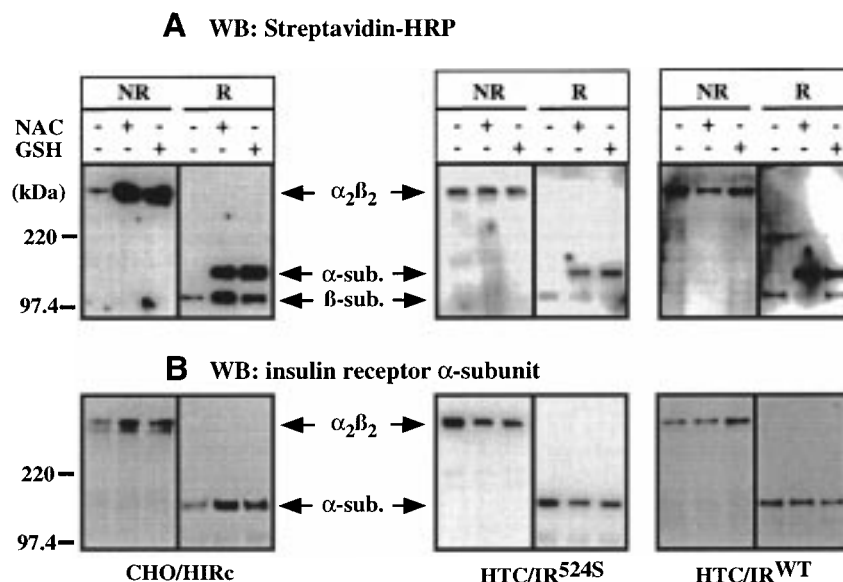 A WB: Streptavidin-HRP
NR R NR R NR R
NAC - + - - + - - + - - + - - + - - + -
GSH - - + - - + - - + - - + - - + - - + 
(kDa) α2ß2
220
α-sub.
97.4 ß-sub.
B WB: insulin receptor α-subunit
α2ß2
220
α-sub.
97.4
CHO/HIRc HTC/IR524S HTC/IRWT